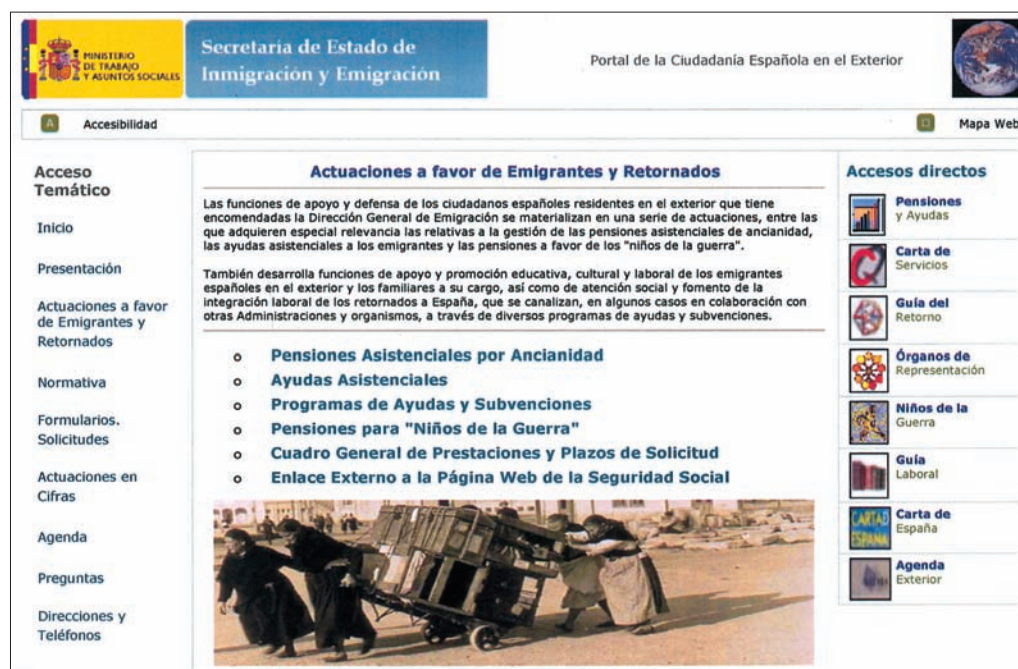 MINISTERIO
DE TRABAJO
Y ASUNTOS SOCIALES
Secretaría de Estado de
Inmigración y Emigración
Portal de la Ciudadanía Española en el Exterior
A Accesibilidad
Mapa Web
Acceso
Temático
Inicio
Presentación
Actuaciones a favor
de Emigrantes y
Retornados
Normativa
Formularios.
Solicitudes
Actuaciones en
Cifras
Agenda
Preguntas
Direcciones y
Teléfonos
Actuaciones a favor de Emigrantes y Retornados
Las funciones de apoyo y defensa de los ciudadanos españoles residentes en el exterior que tiene
encomendadas la Dirección General de Emigración se materializan en una serie de actuaciones, entre las
que adquieren especial relevancia las relativas a la gestión de las pensiones asistenciales de ancianidad,
las ayudas asistenciales a los emigrantes y las pensiones a favor de los "niños de la guerra".
También desarrolla funciones de apoyo y promoción educativa, cultural y laboral de los emigrantes
españoles en el exterior y los familiares a su cargo, así como de atención social y fomento de la
integración laboral de los retornados a España, que se canalizan, en algunos casos en colaboración con
otras Administraciones y organismos, a través de diversos programas de ayudas y subvenciones.
Pensiones Asistenciales por Ancianidad
Ayudas Asistenciales
Programas de Ayudas y Subvenciones
Pensiones para "Niños de la Guerra"
Cuadro General de Prestaciones y Plazos de Solicitud
Enlace Externo a la Página Web de la Seguridad Social
Accesos directos
Pensiones
y Ayudas
Carta de
Servicios
Guía del
Retorno
Órganos de
Representación
Niños de la
Guerra
Guía
Laboral
CARTA D
ESPAÑA
Carta de
España
Agenda
Exterior